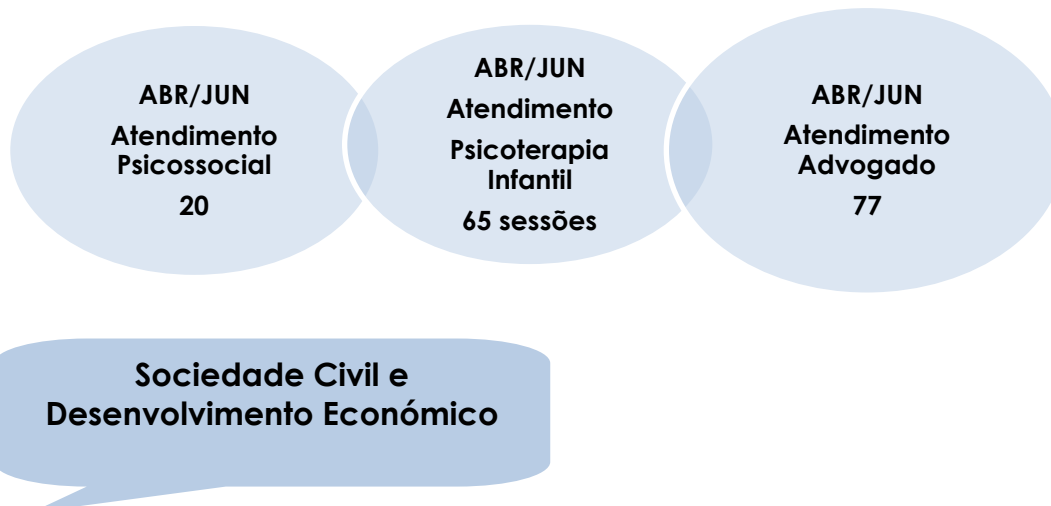 ABR/JUN
Atendimento
Psicossocial
20
ABR/JUN
Atendimento
Psicoterapia
Infantil
65 sessões
ABR/JUN
Atendimento
Advogado
77
Sociedade Civil e
Desenvolvimento Económico